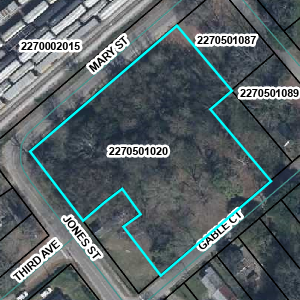 2270002015
MARY ST
2270501087
2270501089
2270501020
JONES ST
GABLE CT
THIRD AVE